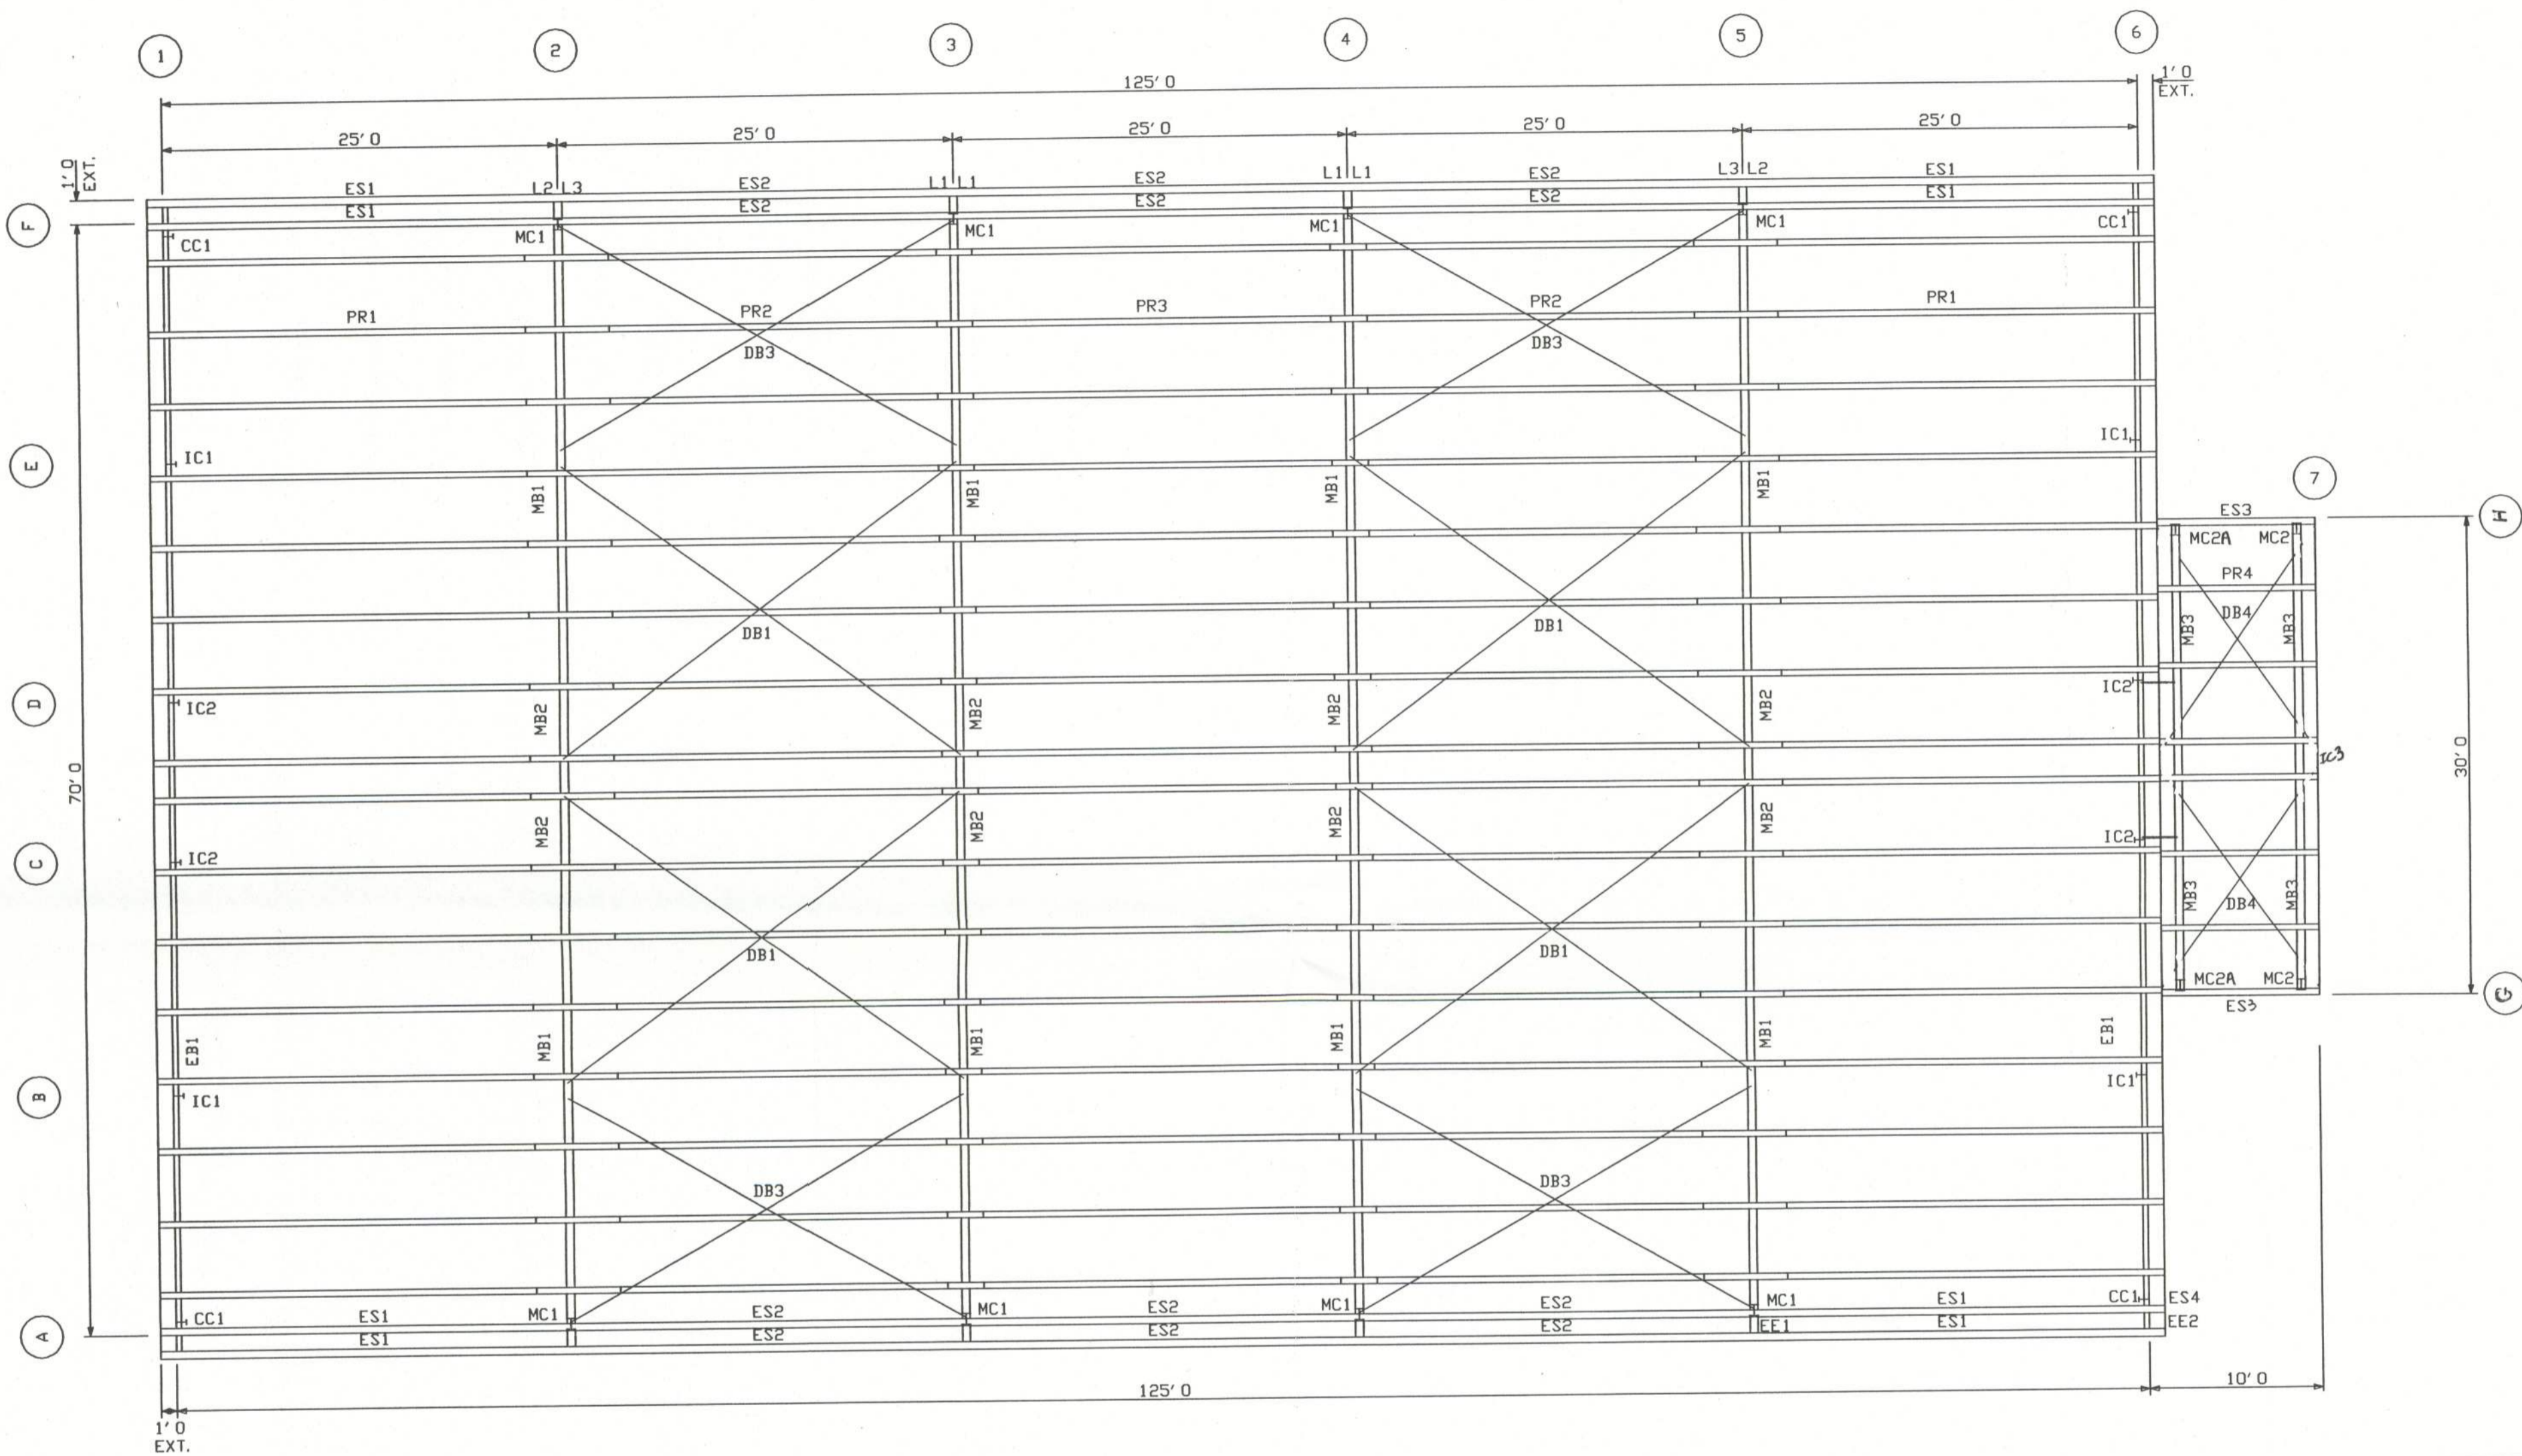 1 2 3 4 5 6
125' 0 1' 0
EXT.
25' 0 25' 0 25' 0 25' 0 25' 0
1' 0
EXT.
ES1 L2 L3 ES2 L1 L1 ES2 L1 L1 ES2 L3 L2 ES1
ES1 ES2 ES2 ES2 ES1
F CC1 MC1 MC1 MC1 MC1 CC1
PR1 PR2 PR3 PR2 PR1
DB3 DB3
E IC1 IC1
MB1 MB1 MB1 MB1 7
ES3 H
MC2A MC2
PR4
DB1 DB1 MB3 DB4 MB3
D IC2 MB2 MB2 MB2 MB2 IC2
70' 0 IC3 30' 0
C IC2 MB2 MB2 MB2 MB2 IC2
MB3 DB4 MB3
DB1 DB1
MC2A MC2 G
ES3
EB1 MB1 MB1 MB1 MB1 EB1
B IC1 IC1
DB3 DB3
A CC1 ES1 MC1 ES2 MC1 ES2 MC1 ES2 MC1 ES1 CC1 ES4
ES1 ES2 ES2 ES2 EE1 ES1 EE2
125' 0 10' 0
1' 0
EXT.